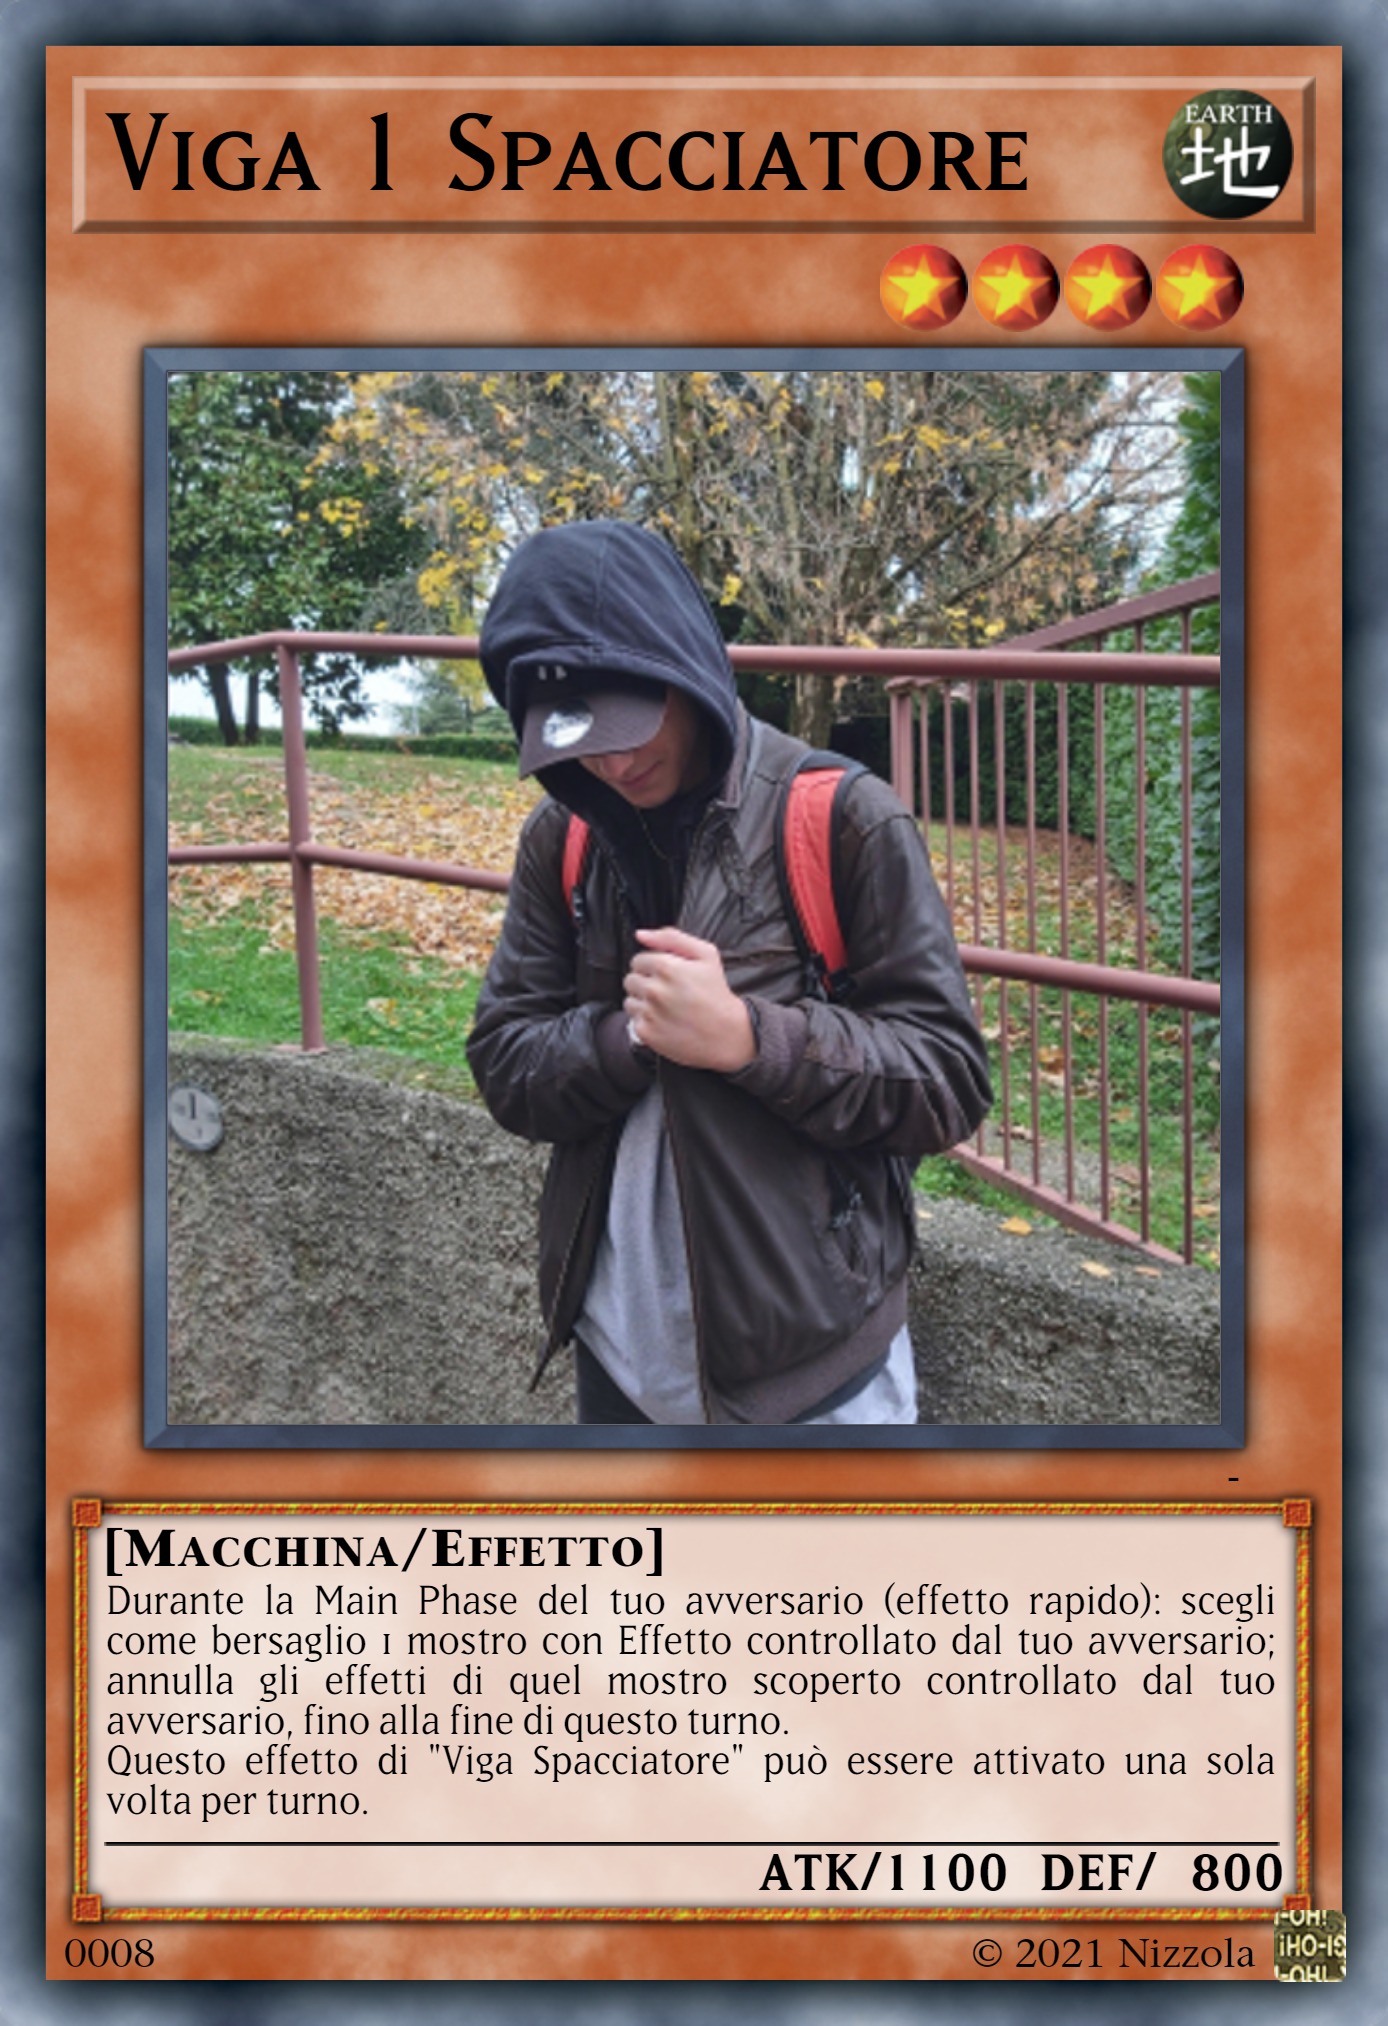 Viga 1 Spacciatore
EARTH
地
-
[Macchina/Effetto]
Durante la Main Phase del tuo avversario (effetto rapido): scegli
come bersaglio 1 mostro con Effetto controllato dal tuo avversario;
annulla gli effetti di quel mostro scoperto controllato dal tuo
avversario, fino alla fine di questo turno.
Questo effetto di "Viga Spacciatore" può essere attivato una sola
volta per turno.
ATK/1100 DEF/ 800
0008
© 2021 Nizzola